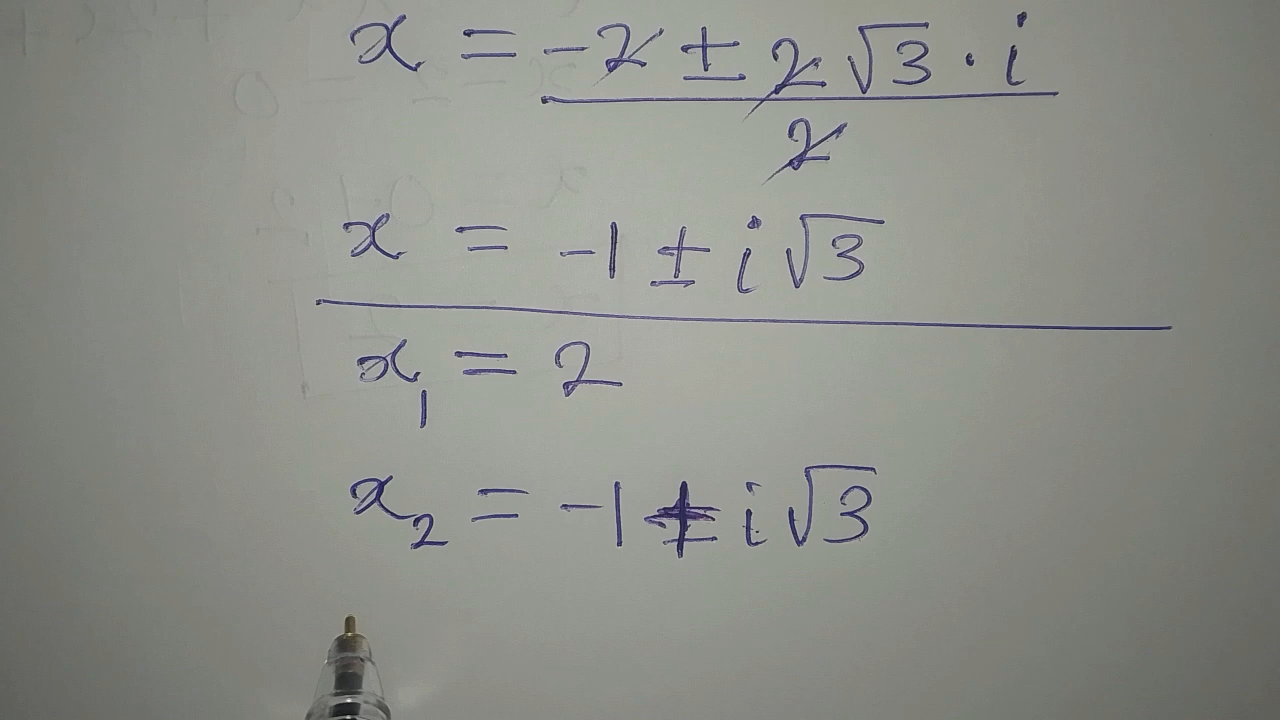 x = -2 ± 2√3 · i
2
x = -1 ± i√3
x₁ = 2
x₂ = -1 + i√3